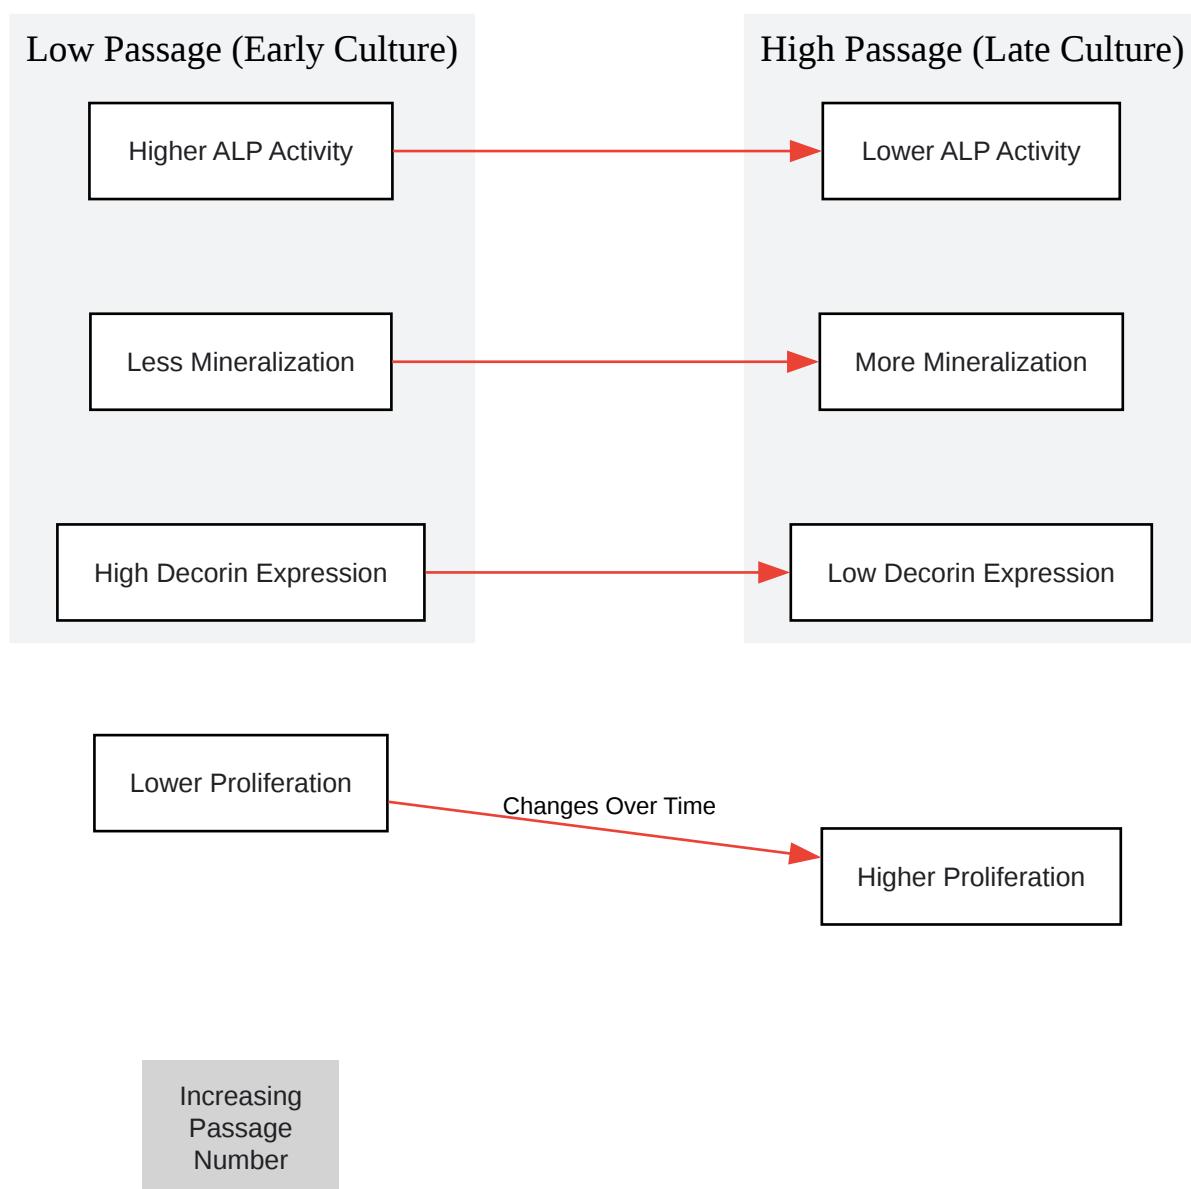 Low Passage (Early Culture)
High Passage (Late Culture)
Higher ALP Activity
Lower ALP Activity
Less Mineralization
More Mineralization
High Decorin Expression
Low Decorin Expression
Lower Proliferation
Changes Over Time
Higher Proliferation
Increasing
Passage
Number